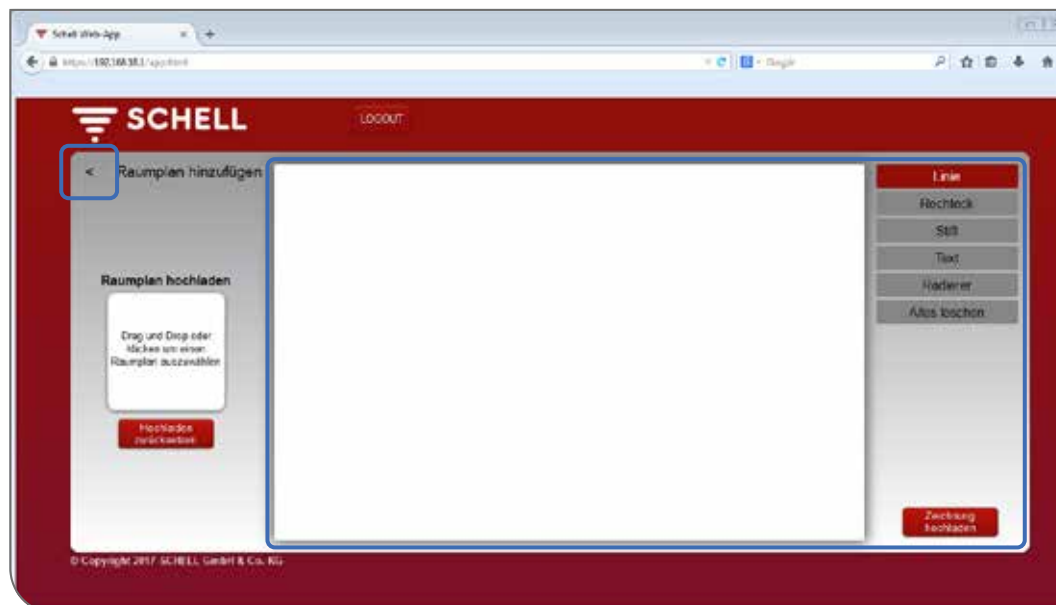 Schell Web-App
LOGOUT
SCHELL
< Raumplan hinzufügen
Raumplan hochladen
Drag und Drop oder
klicken um einen
Raumplan auszuwählen
Hochladen
zurücksetzen
Linie
Rechteck
Stift
Text
Radierer
Alles löschen
Zeichnung
hochladen
© Copyright 2017 SCHELL GmbH & Co. KG